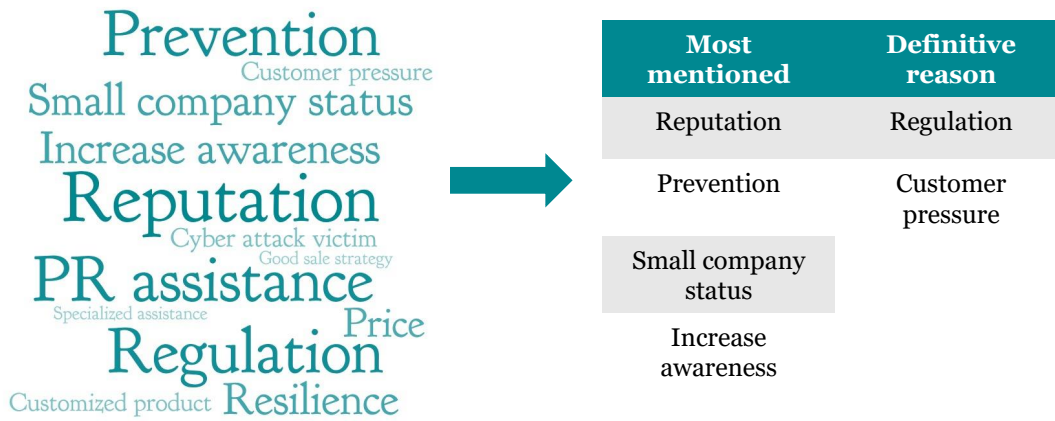 Prevention
Customer pressure
Small company status
Increase awareness
Reputation
Cyber attack victim
Good sale strategy
PR assistance
Specialized assistance
Price
Regulation
Customized product
Resilience
Most
mentioned
Definitive
reason
Reputation
Regulation
Prevention
Customer
pressure
Small company
status
Increase
awareness